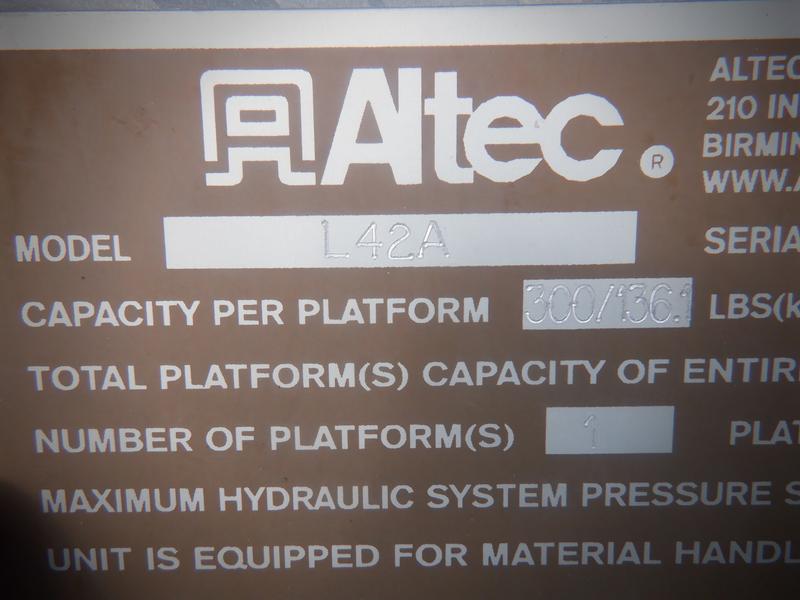 Altec ®
ALTEC
210 IN
BIRMIN
WWW.A
MODEL L42A SERIA
CAPACITY PER PLATFORM 300/136.1 LBS(k
TOTAL PLATFORM(S) CAPACITY OF ENTIR
NUMBER OF PLATFORM(S) 1 PLAT
MAXIMUM HYDRAULIC SYSTEM PRESSURE S
UNIT IS EQUIPPED FOR MATERIAL HANDL